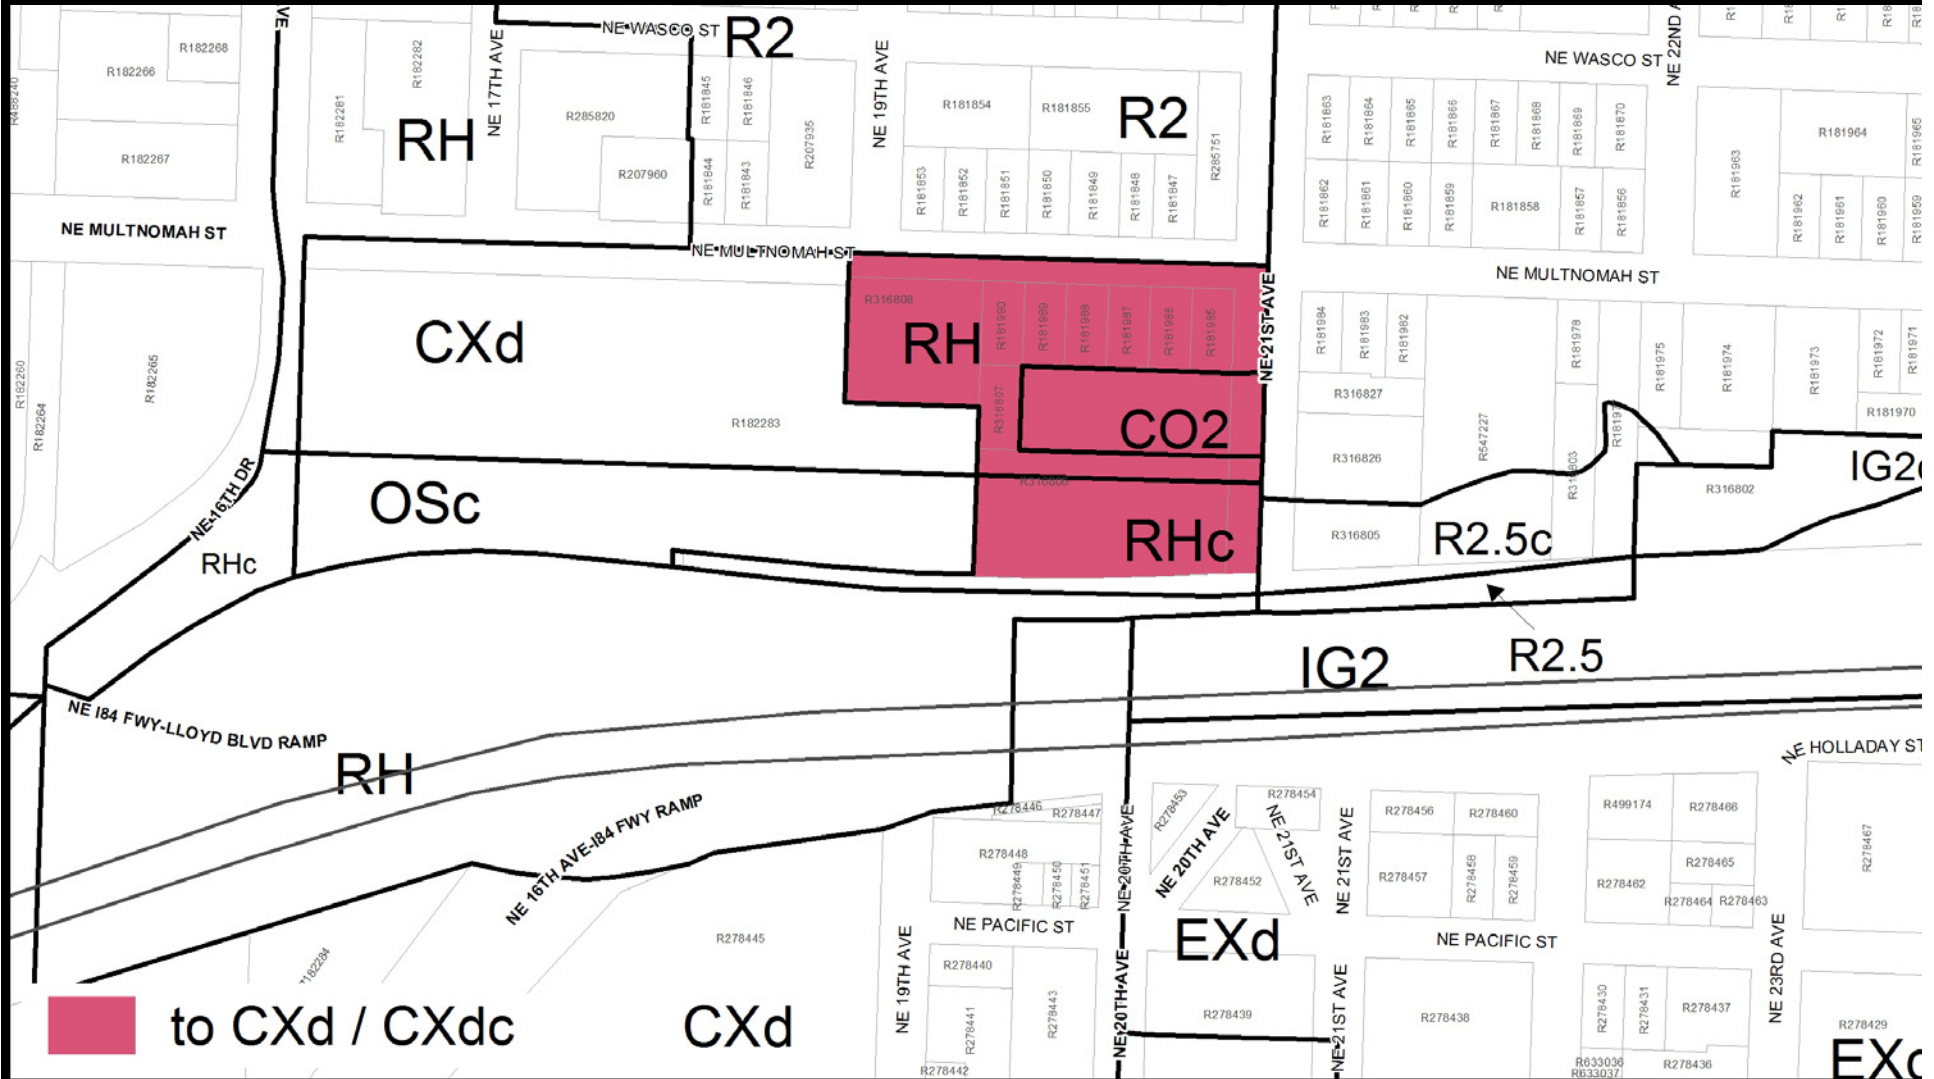 NE WASCO ST
R2
NE WASCO ST
NE 22ND A
R182268
R182266
R488240
R182267
R182281
R182282
RH
NE 17TH AVE
R285820
R207960
R181845
R181846
R181844
R181843
R207935
NE 19TH AVE
R181854
R181855
R2
R285751
R181853
R181852
R181851
R181850
R181849
R181848
R181847
R181863
R181864
R181865
R181866
R181867
R181868
R181869
R181870
R181862
R181861
R181860
R181859
R181858
R181857
R181856
R181963
R181964
R181965
R181962
R181961
R181960
R181959
NE MULTNOMAH ST
NE MULTNOMAH ST
NE MULTNOMAH ST
R182260
R182264
R182265
CXd
R182283
R316808
RH
R181990
R181989
R181988
R181987
R181986
R181985
R316807
CO2
NE 21ST AVE
R181984
R181983
R181982
R316827
R316826
R316805
R547227
R181978
R316803
R181975
R181974
R181973
R181972
R181971
R181970
R316802
IG2c
NE 16TH DR
OSc
RHc
RHc
R2.5c
R2.5
IG2
NE I84 FWY-LLOYD BLVD RAMP
RH
NE 16TH AVE-I84 FWY RAMP
NE HOLLADAY ST
R278446
R278447
R278448
R278449
R278450
R278451
NE 20TH AVE
R278453
NE 20TH AVE
R278454
NE 21ST AVE
R278452
NE 21ST AVE
R278456
R278460
R278457
R278458
R278459
R499174
R278466
R278465
R278462
R278464
R278463
R278467
NE PACIFIC ST
EXd
NE PACIFIC ST
R278445
NE 19TH AVE
R278440
R278441
R278443
R278442
NE 20TH AVE
R278439
NE 21ST AVE
R278438
R278430
R278431
R278437
R633036
R633037
R278436
NE 23RD AVE
R278429
EXd
CXd
to CXd / CXdc